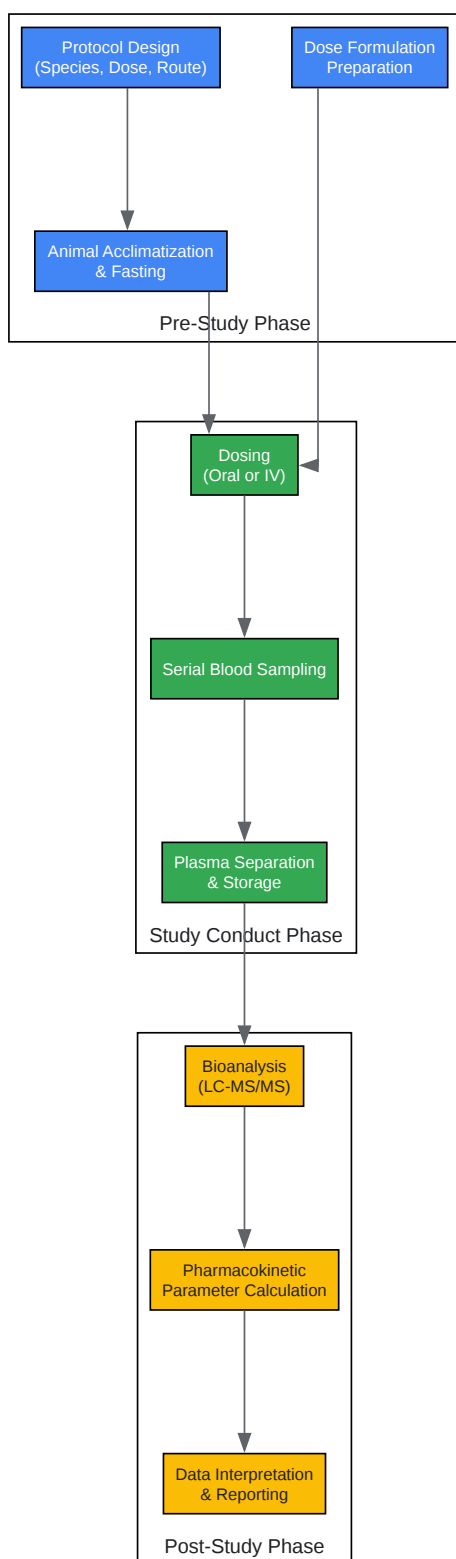 Protocol Design
(Species, Dose, Route)
Dose Formulation
Preparation
Animal Acclimatization
& Fasting
Pre-Study Phase
Dosing
(Oral or IV)
Serial Blood Sampling
Plasma Separation
& Storage
Study Conduct Phase
Bioanalysis
(LC-MS/MS)
Pharmacokinetic
Parameter Calculation
Data Interpretation
& Reporting
Post-Study Phase